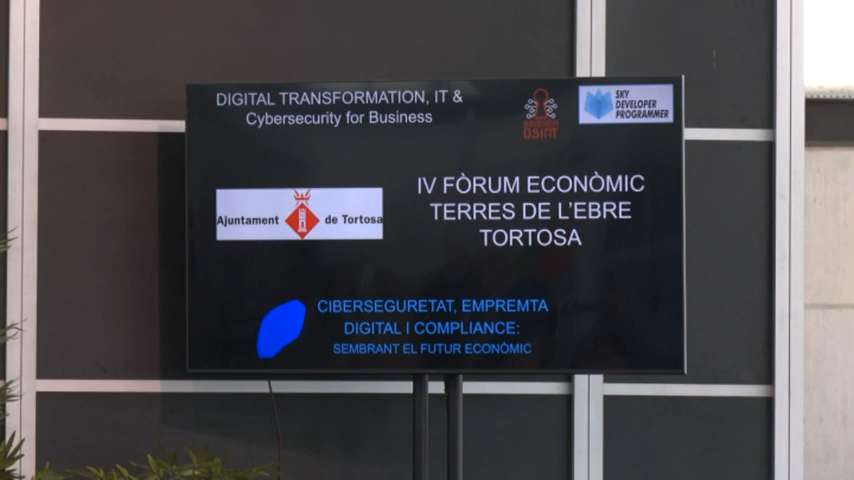 DIGITAL TRANSFORMATION, IT &
Cybersecurity for Business
OSINT
SKY
DEVELOPER
PROGRAMMER
Ajuntament de Tortosa
IV FÒRUM ECONÒMIC
TERRES DE L'EBRE
TORTOSA
CIBERSEGURETAT, EMPREMTA
DIGITAL I COMPLIANCE:
SEMBRANT EL FUTUR ECONÒMIC